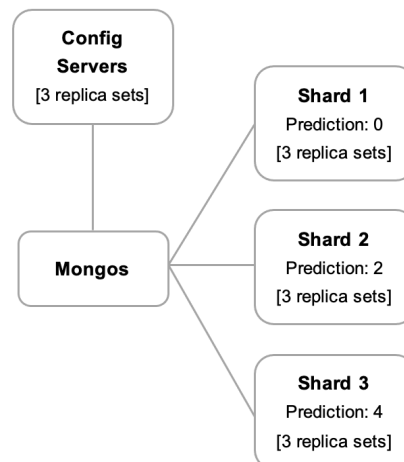 Config
Servers
[3 replica sets]
Mongos
Shard 1
Prediction: 0
[3 replica sets]
Shard 2
Prediction: 2
[3 replica sets]
Shard 3
Prediction: 4
[3 replica sets]